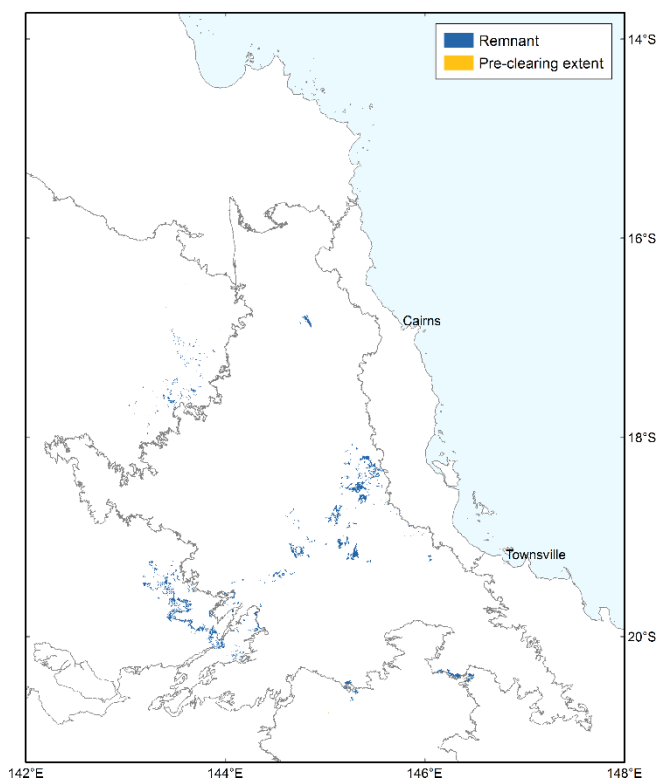 Remnant
Pre-clearing extent
14°S
16°S
Cairns
18°S
Townsville
20°S
142°E
144°E
146°E
148°E